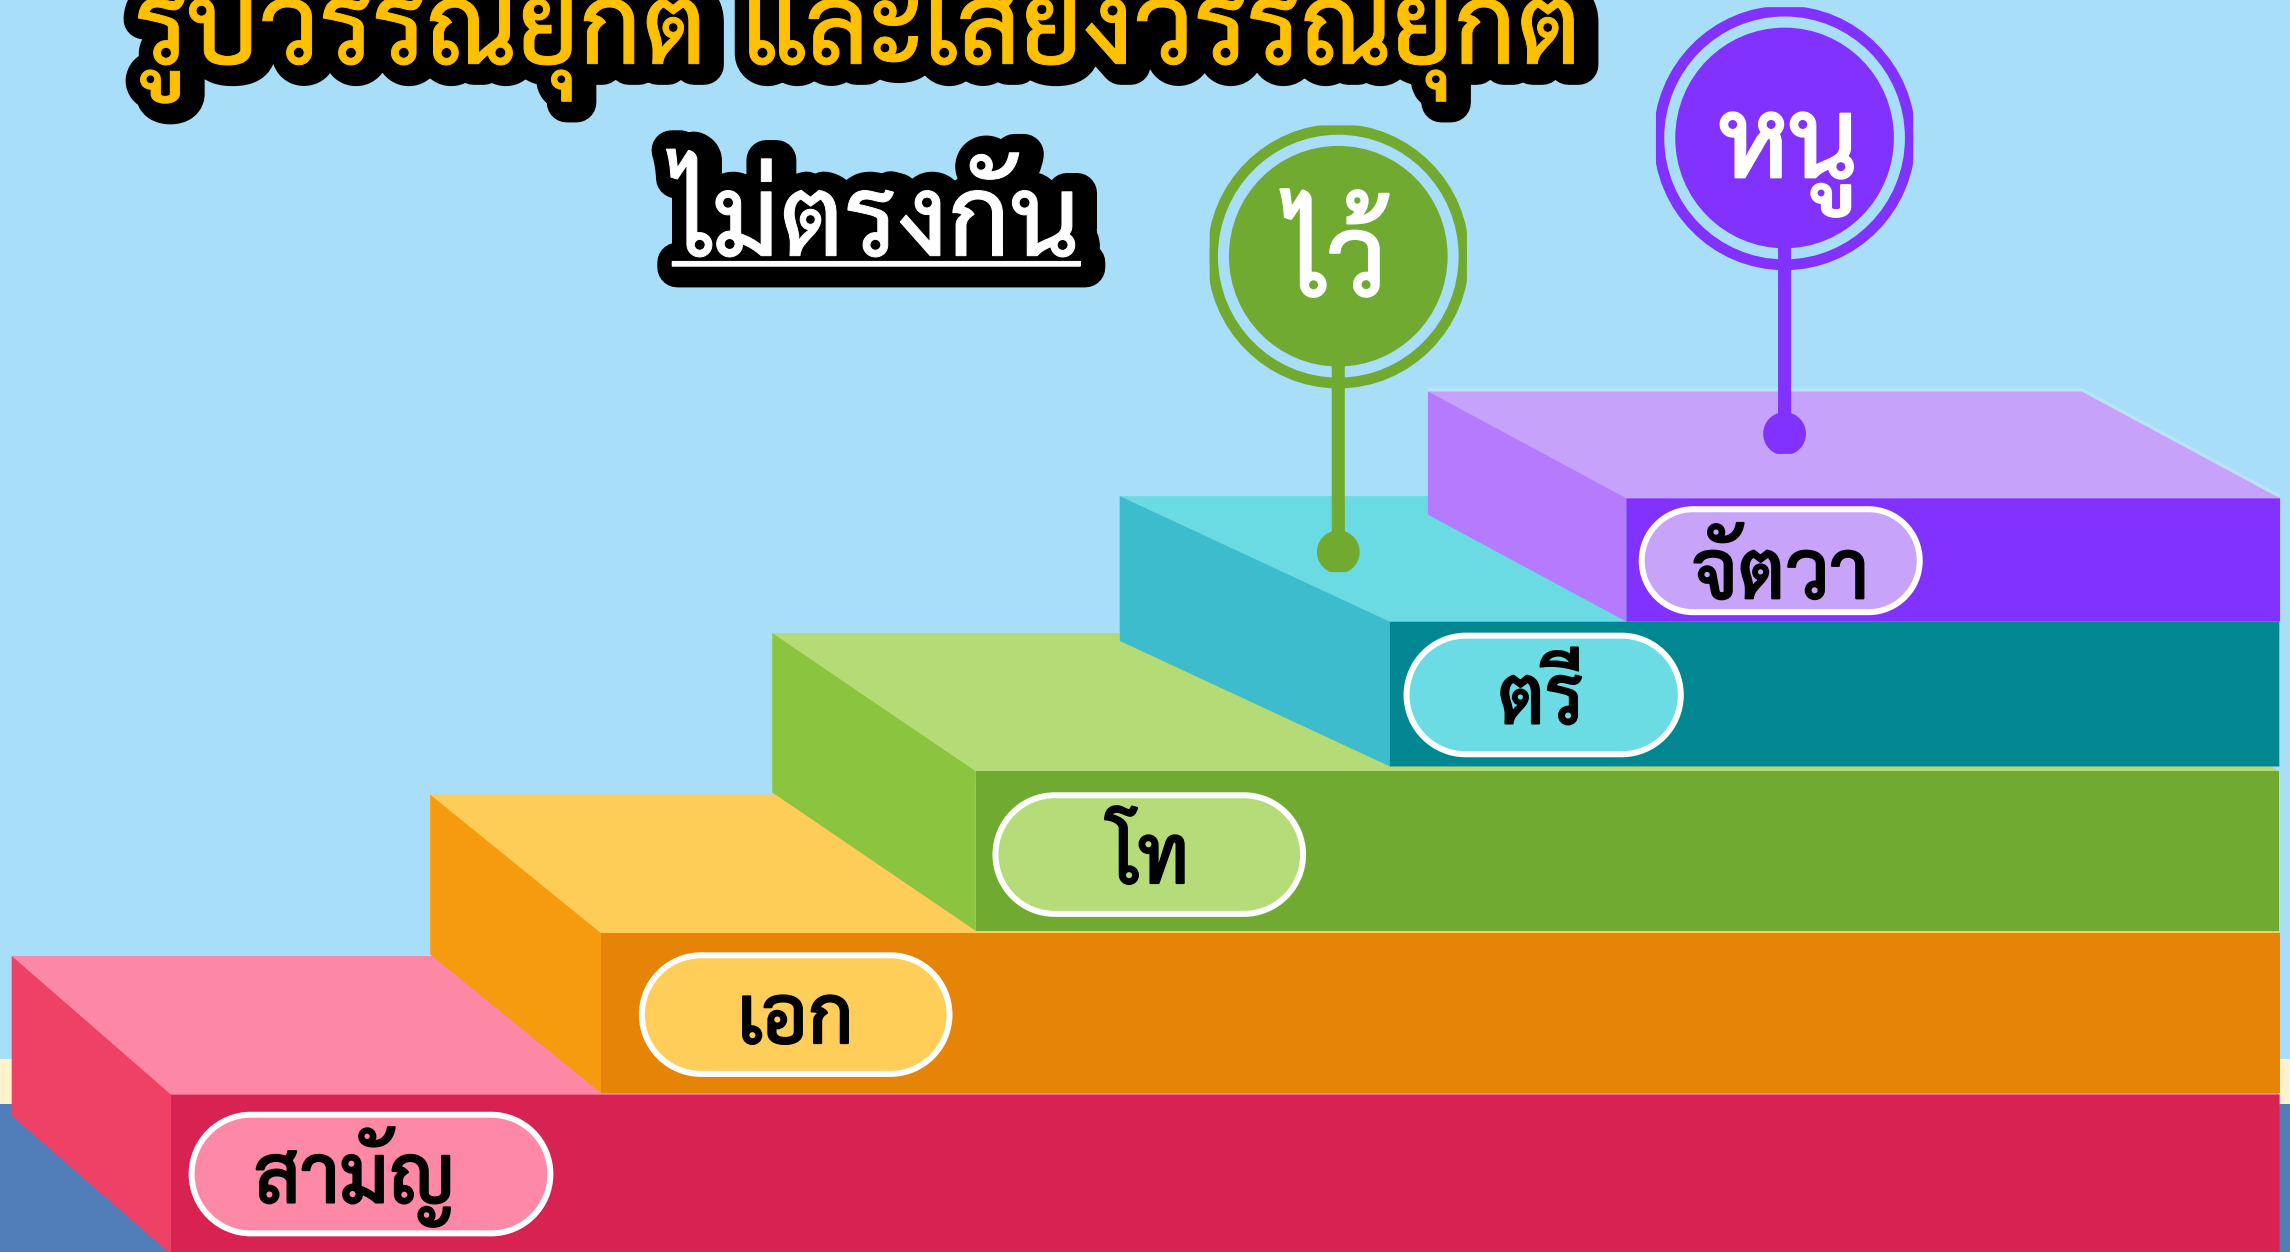 รูปวรรณยุกต์ และเสียงวรรณยุกต์
ไม่ตรงกัน
หนู
ไว้
จัตวา
ตรี
โท
เอก
สามัญ